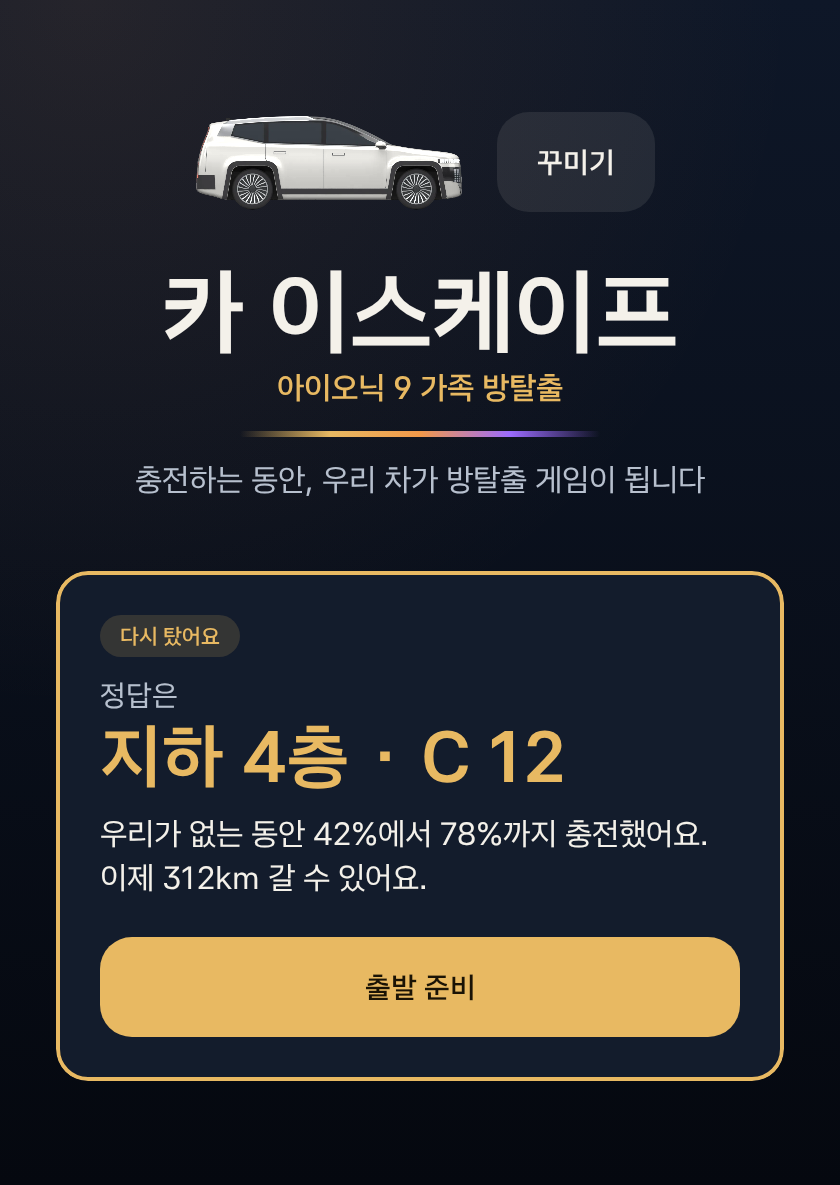 꾸미기
카 이스케이프
아이오닉 9 가족 방탈출
충전하는 동안, 우리 차가 방탈출 게임이 됩니다
다시 탔어요
정답은
지하 4층 · C 12
우리가 없는 동안 42%에서 78%까지 충전했어요.
이제 312km 갈 수 있어요.
출발 준비